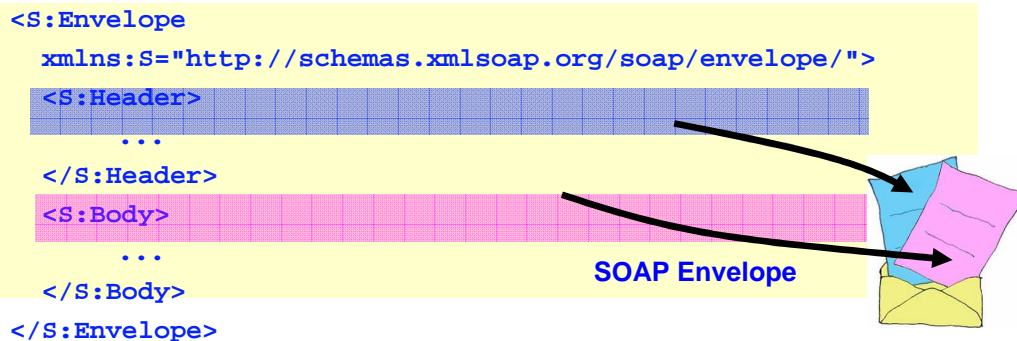 <S:Envelope
xmlns:S="http://schemas.xmlsoap.org/soap/envelope/">
<S:Header>
...
</S:Header>
<S:Body>
...
SOAP Envelope
</S:Body>
</S:Envelope>